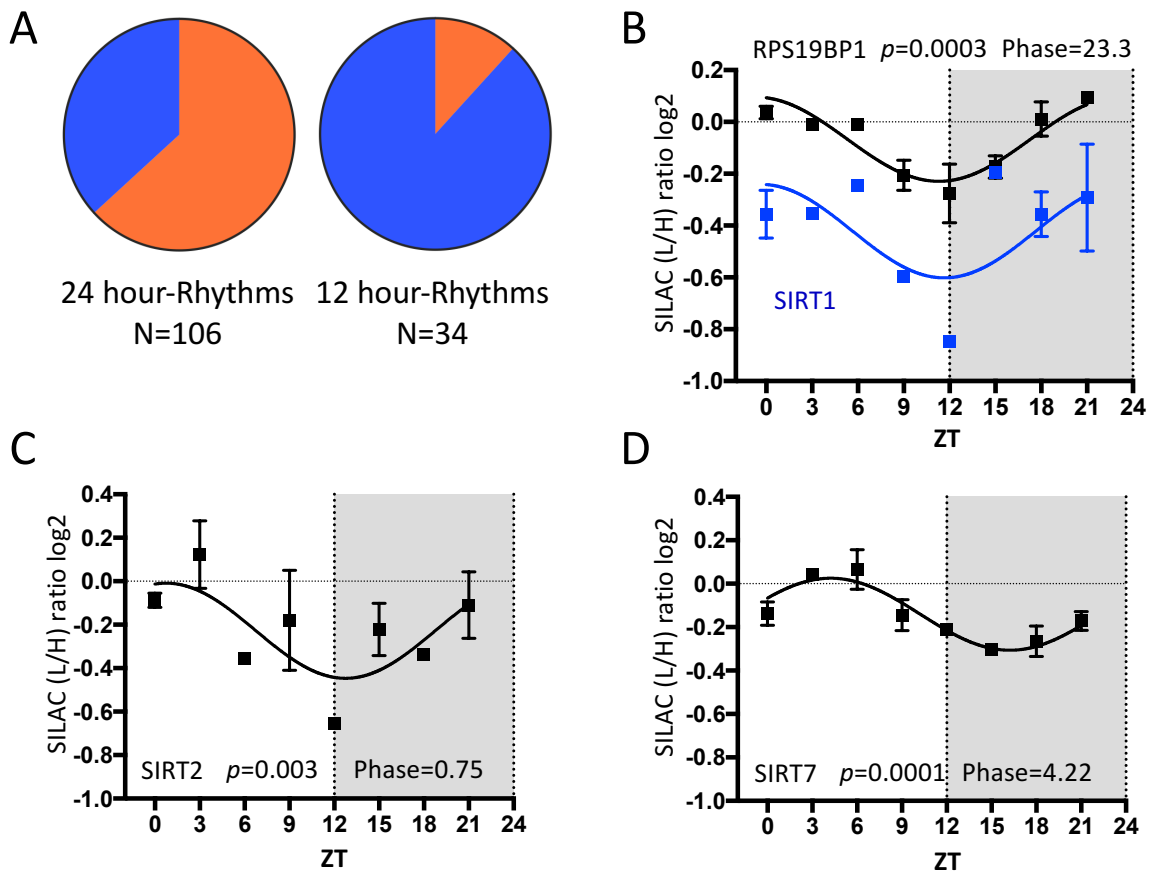 A
24 hour-Rhythms
N=106
12 hour-Rhythms
N=34
B
RPS19BP1 p=0.0003 Phase=23.3
SILAC (L/H) ratio log2
0.2
0.0
-0.2
-0.4
-0.6
-0.8
-1.0
SIRT1
0 3 6 9 12 15 18 21 24
ZT
C
SILAC (L/H) ratio log2
0.4
0.2
0.0
-0.2
-0.4
-0.6
-0.8
-1.0
SIRT2 p=0.003 Phase=0.75
0 3 6 9 12 15 18 21 24
ZT
D
SILAC (L/H) ratio log2
0.4
0.2
0.0
-0.2
-0.4
-0.6
-0.8
-1.0
SIRT7 p=0.0001 Phase=4.22
0 3 6 9 12 15 18 21 24
ZT